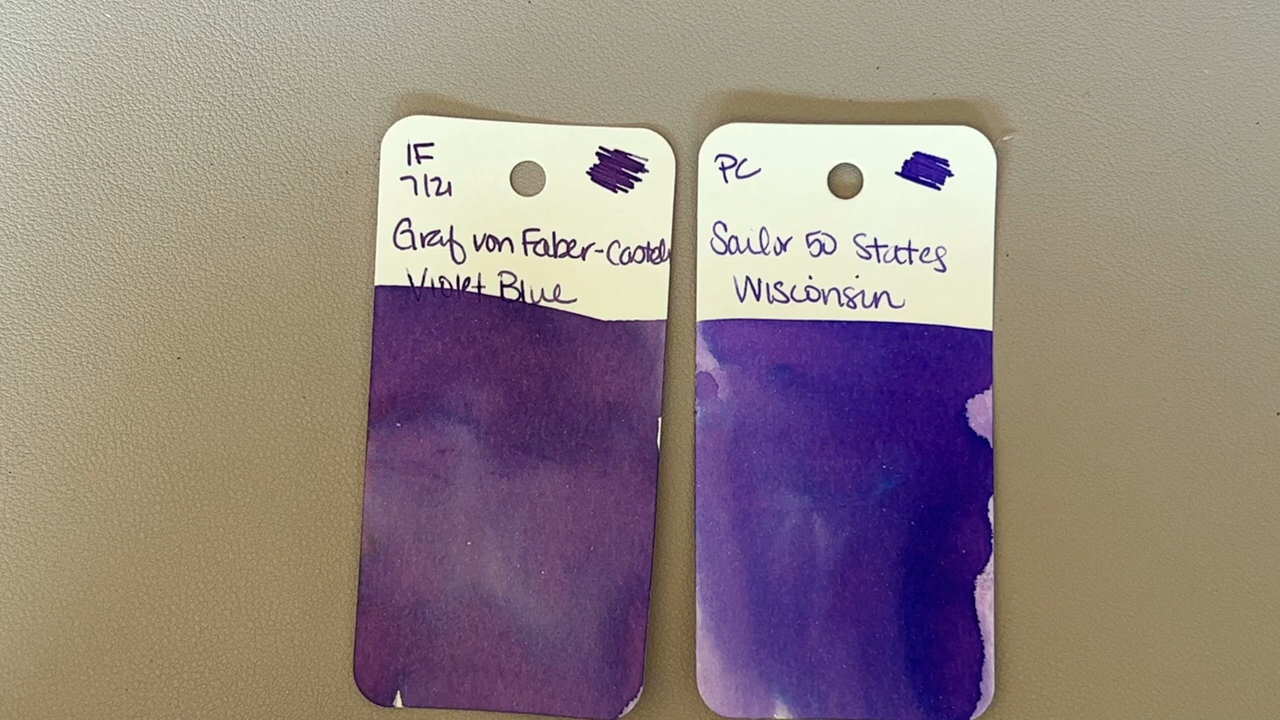 IF
7/21
Graf von Faber-Castell
Violet Blue
PC
Sailor 50 States
Wisconsin